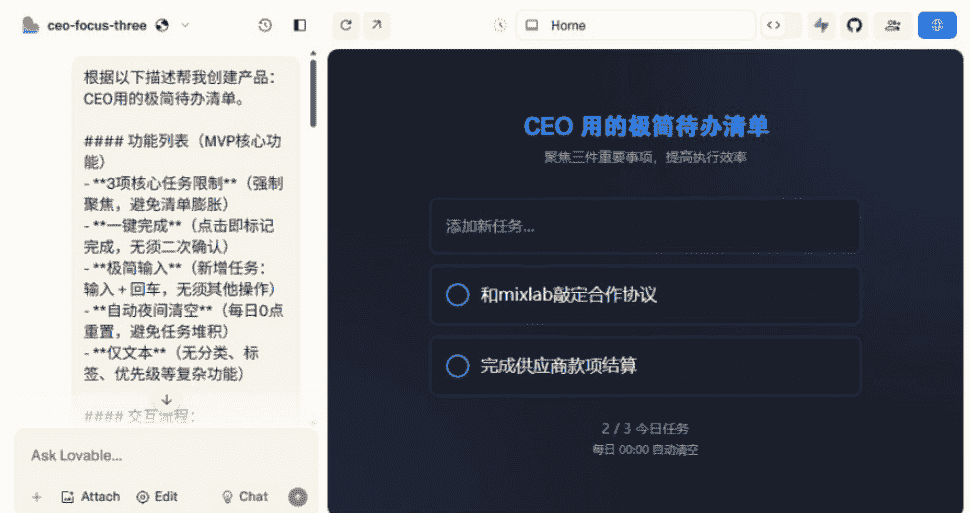 ceo-focus-three
Home
根据以下描述帮我创建产品：
CEO用的极简待办清单。
#### 功能列表（MVP核心功
能）
- **3项核心任务限制**（强制
聚焦，避免清单膨胀）
- **一键完成**（点击即标记
完成，无须二次确认）
- **极简输入**（新增任务：
输入 + 回车，无须其他操作）
- **自动夜间清空**（每日0点
重置，避免任务堆积）
- **仅文本**（无分类、标
签、优先级等复杂功能）
#### 交互流程：
Ask Lovable...
Attach
Edit
Chat
CEO 用的极简待办清单
聚焦三件重要事项，提高执行效率
添加新任务...
和mixlab敲定合作协议
完成供应商款项结算
2 / 3 今日任务
每日 00:00 自动清空